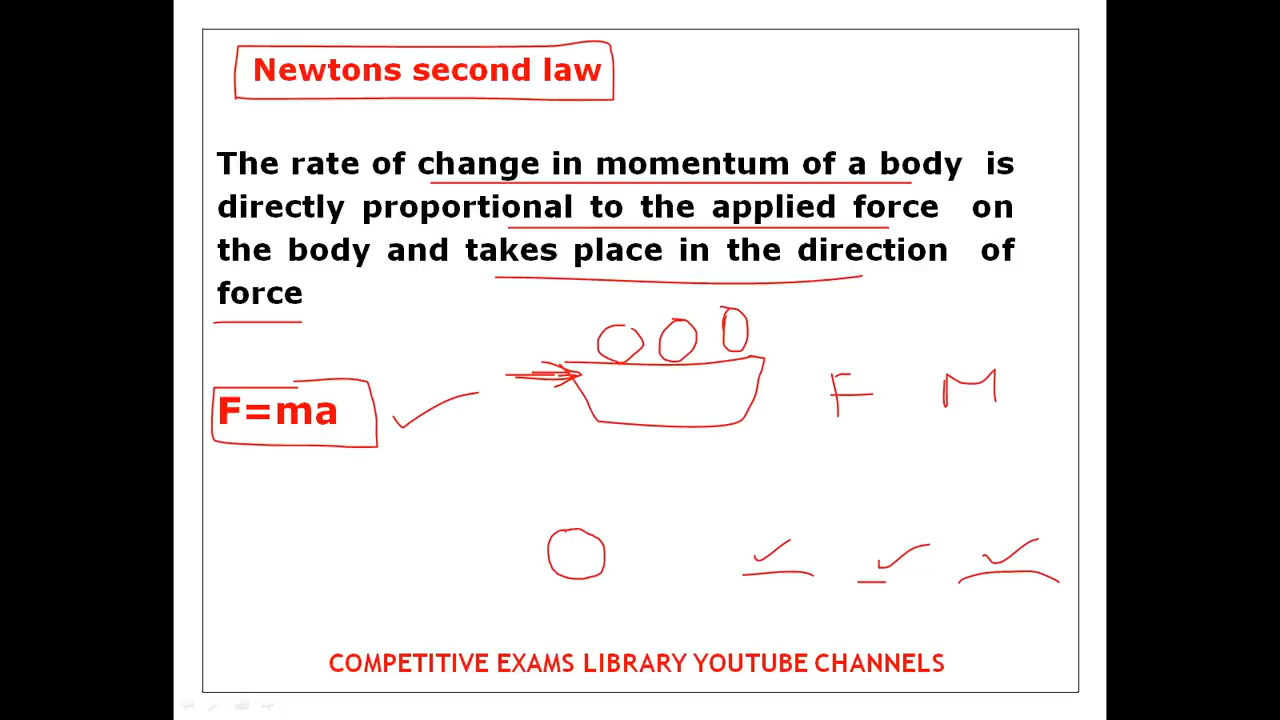 Newtons second law
The rate of change in momentum of a body is
directly proportional to the applied force on
the body and takes place in the direction of
force
F=ma
F M
COMPETITIVE EXAMS LIBRARY YOUTUBE CHANNELS